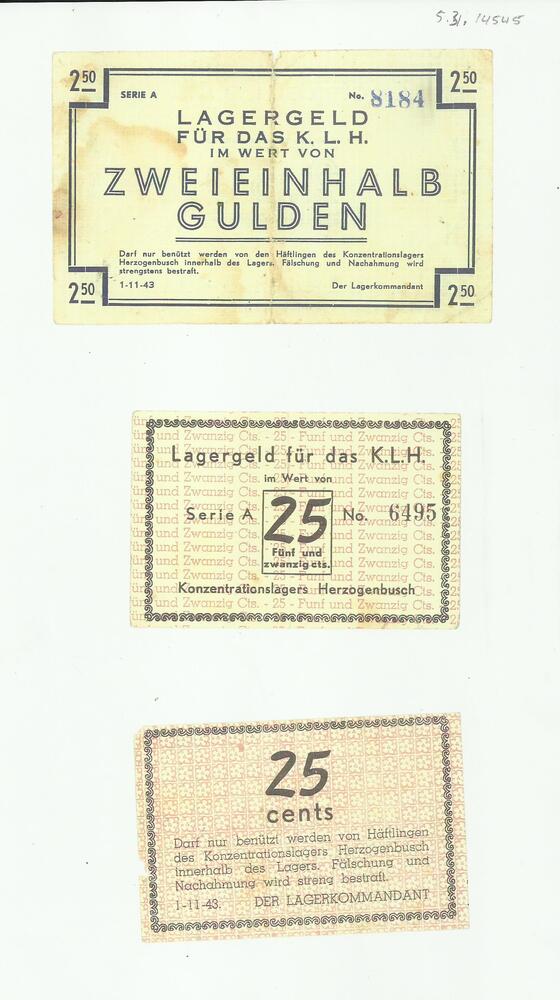 5.31, 14545
2 50
2 50
SERIE A
No. 8184
LAGERGELD
FÜR DAS K. L. H.
IM WERT VON
ZWEIEINHALB
GULDEN
Darf nur benützt werden von den Häftlingen des Konzentrationslagers
Herzogenbusch innerhalb des Lagers. Fälschung und Nachahmung wird
strengstens bestraft.
1-11-43
Der Lagerkommandant
2 50
2 50
Lagergeld für das K.L.H.
im Wert von
Serie A 25 No. 6495
Fünf und
zwanzig cts.
Konzentrationslagers Herzogenbusch
25
cents
Darf nur benützt werden von Häftlingen
des Konzentrationslagers Herzogenbusch
innerhalb des Lagers. Fälschung und
Nachahmung wird streng bestraft.
1-11-43.
DER LAGERKOMMANDANT